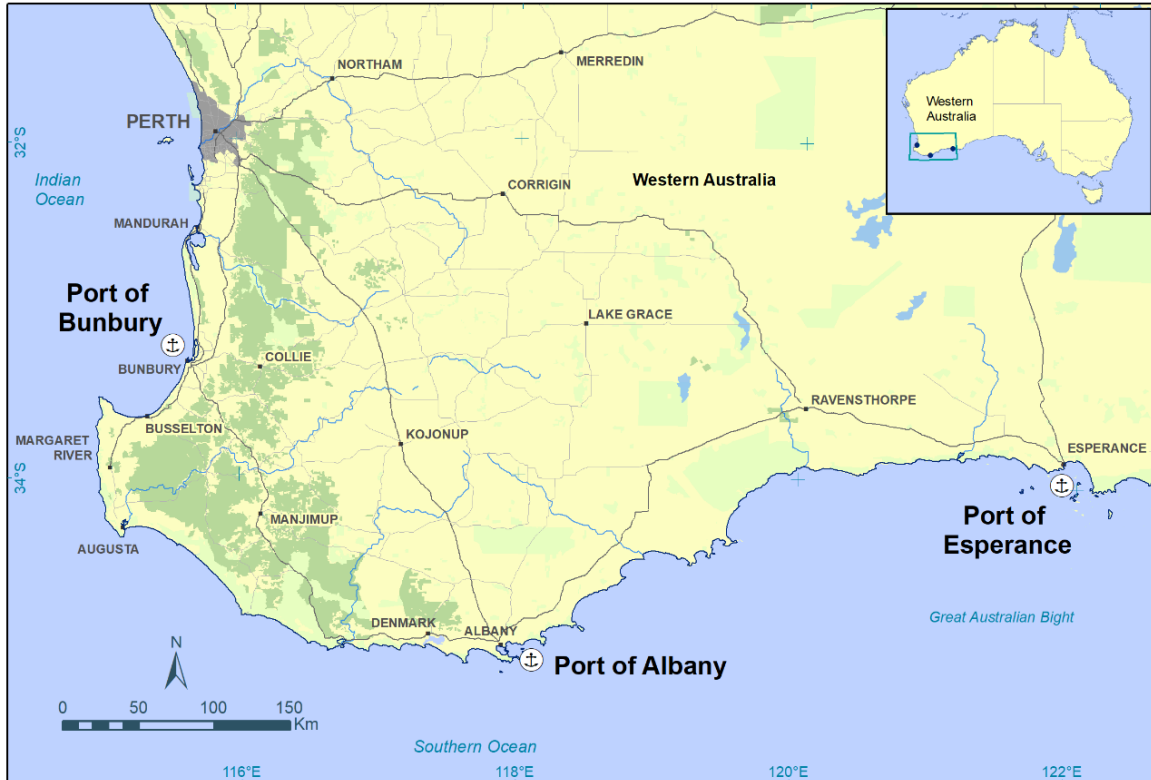 NORTHAM
MERREDIN
Western
Australia
PERTH
32°S
Indian
Ocean
CORRIGIN
Western Australia
MANDURAH
Port of
Bunbury
LAKE GRACE
BUNBURY
COLLIE
RAVENSTHORPE
BUSSELTON
MARGARET
RIVER
KOJONUP
ESPERANCE
34°S
MANJIMUP
Port of
Esperance
AUGUSTA
Great Australian Bight
DENMARK
ALBANY
Port of Albany
N
0 50 100 150
Km
Southern Ocean
116°E 118°E 120°E 122°E